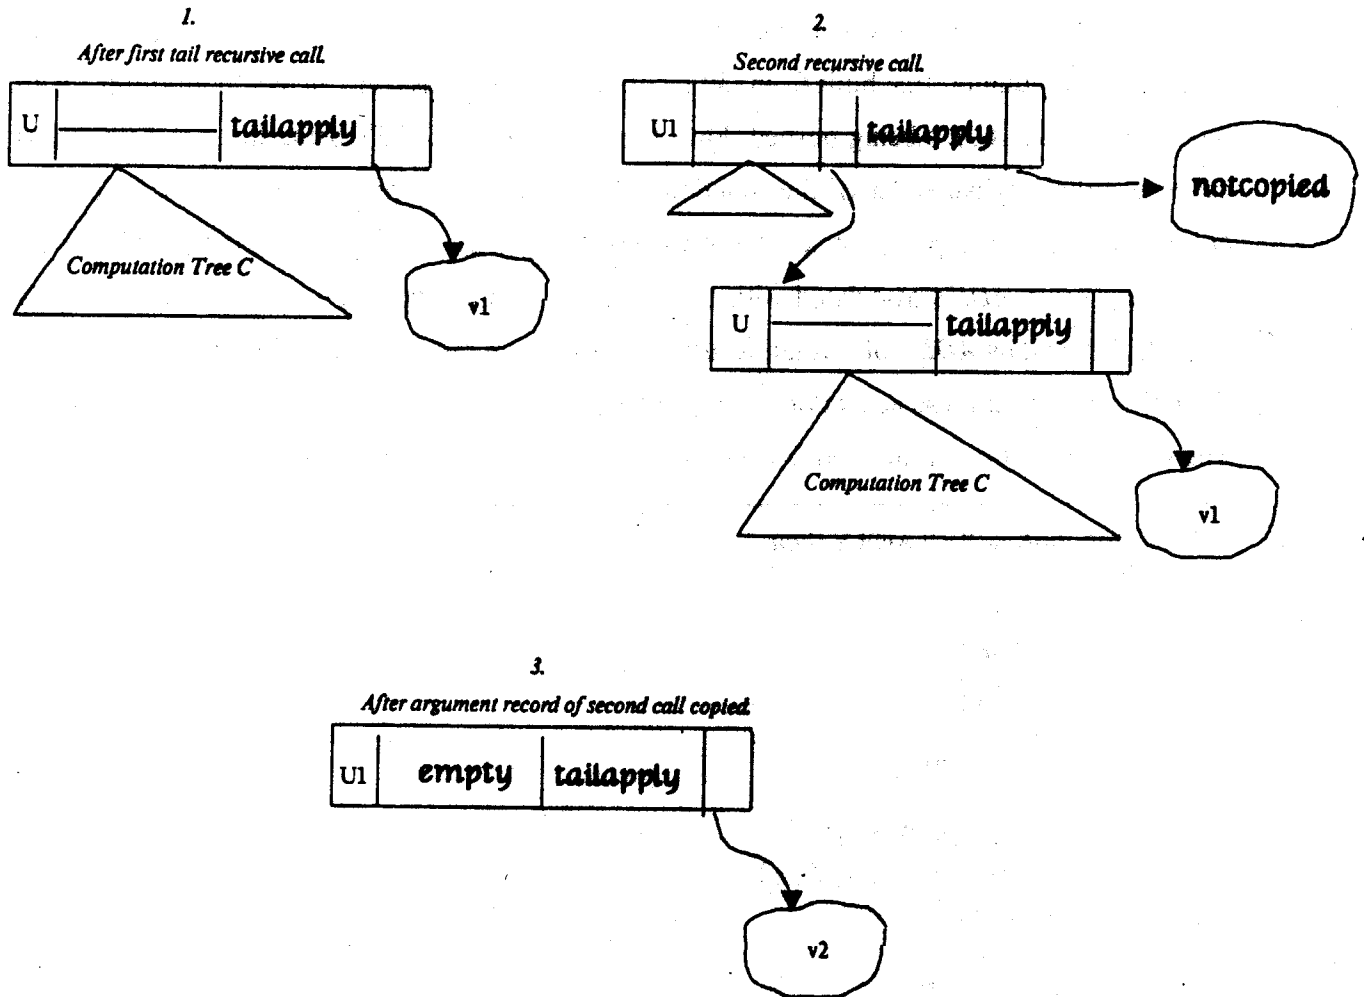 1.
After first tail recursive call.
U tailapply
Computation Tree C
v1
2.
Second recursive call.
U1 tailapply
notcopied
U tailapply
Computation Tree C
v1
3.
After argument record of second call copied.
U1 empty tailapply
v2